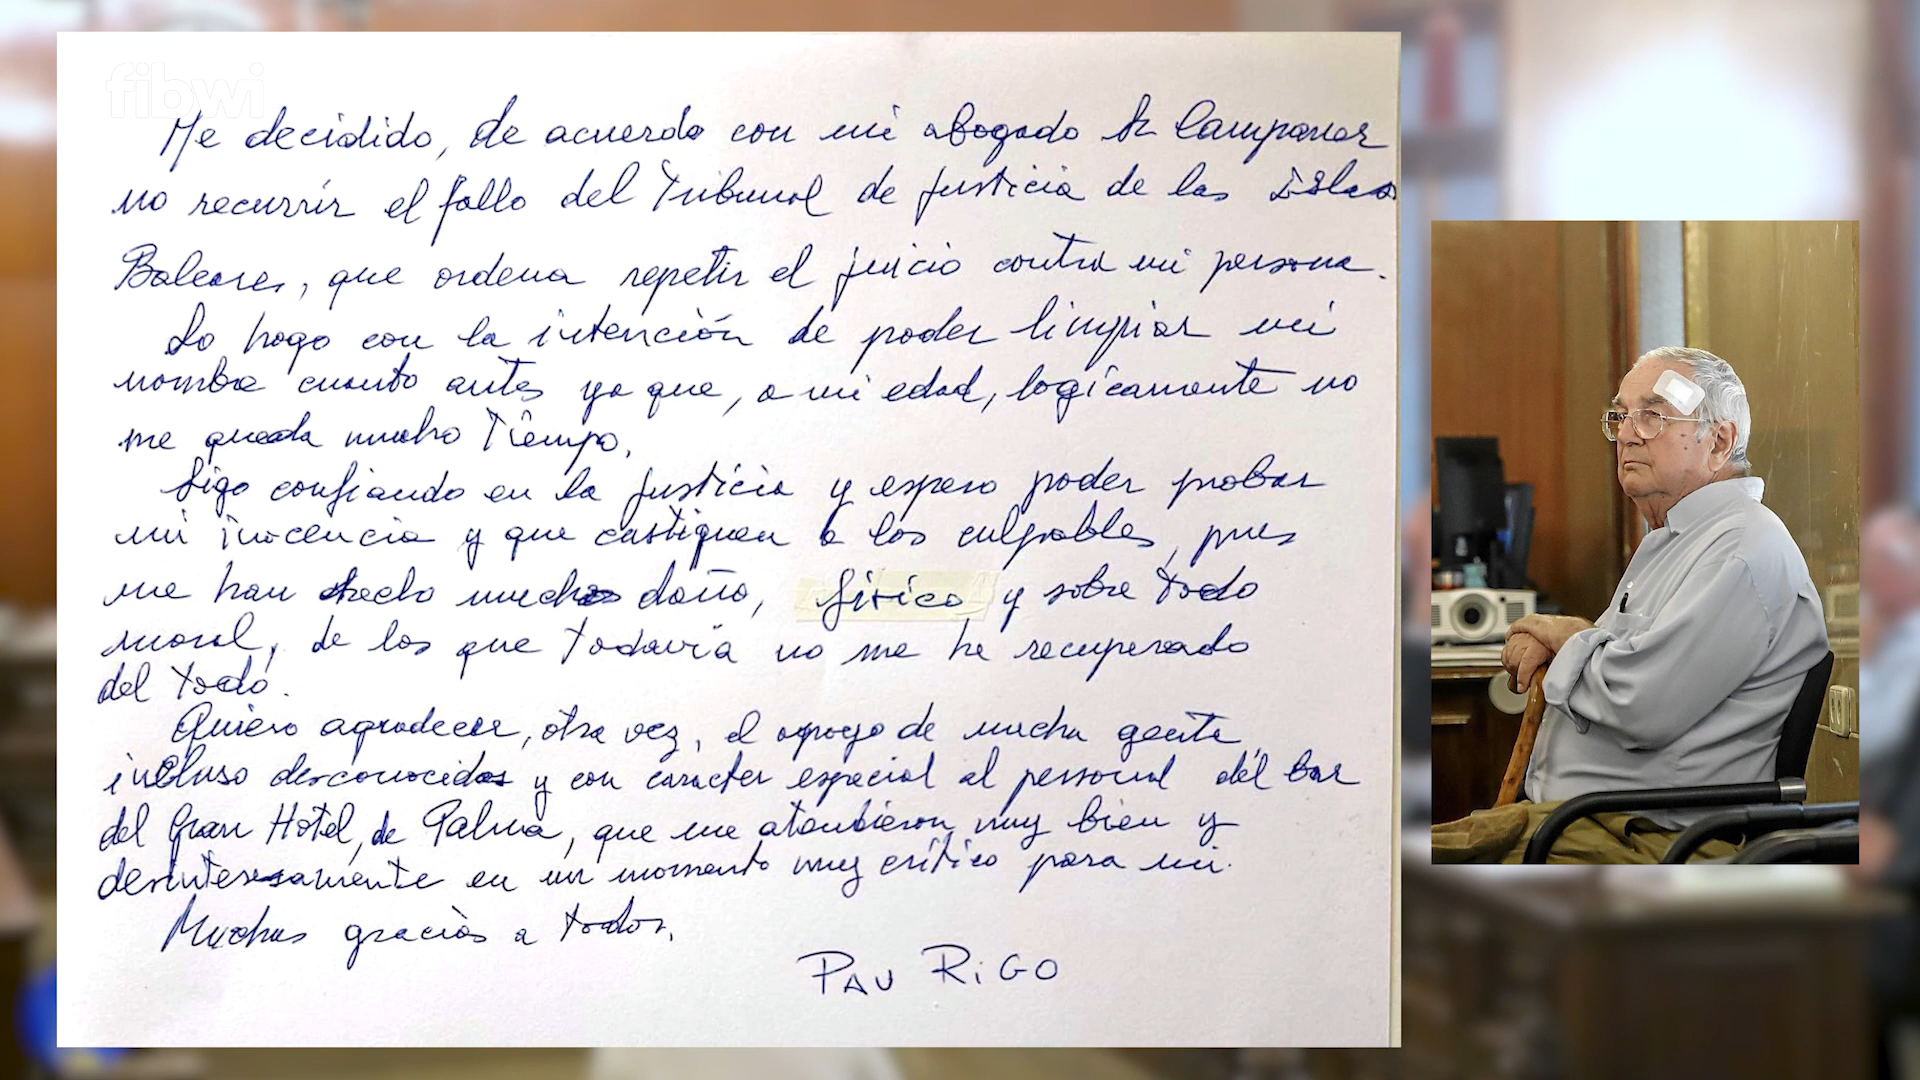 fibwi
He decidido, de acuerdo con mi abogado Sr Campaner
no recurrir el fallo del Tribunal de Justicia de las Islas
Baleares, que ordena repetir el juicio contra mi persona.
Lo hago con la intención de poder limpiar mi
nombre cuanto antes ya que, a mi edad, logicamente no
me queda mucho Tiempo.
Sigo confiando en la justicia y espero poder probar
mi inocencia y que castiguen a los culpables, pues
me han hecho mucho daño, físico y sobre todo
moral, de los que todavía no me he recuperado
del todo.
Quiero agradecer, otra vez, el apoyo de mucha gente,
incluso desconocidos y con carácter especial al personal del bar
del Gran Hotel, de Palma, que me atendieron muy bien y
desinteresamente en un momento muy crítico para mi.
Muchas gracias a todos.
PAU RIGO